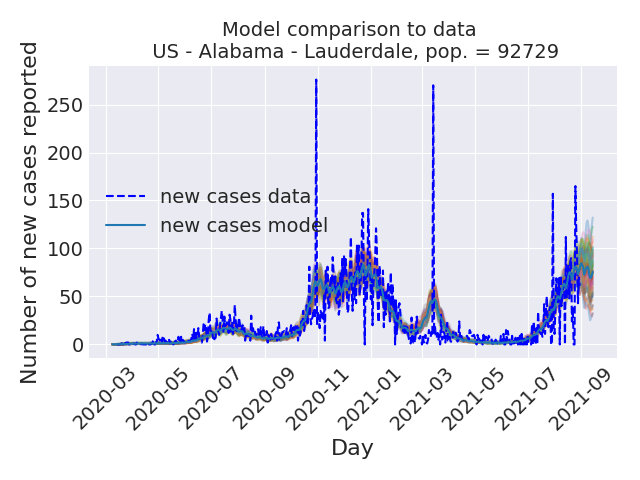 Model comparison to data
US - Alabama - Lauderdale, pop. = 92729
Number of new cases reported
250
200
150
100
50
0
new cases data
new cases model
2020-03
2020-05
2020-07
2020-09
2020-11
2021-01
2021-03
2021-05
2021-07
2021-09
Day